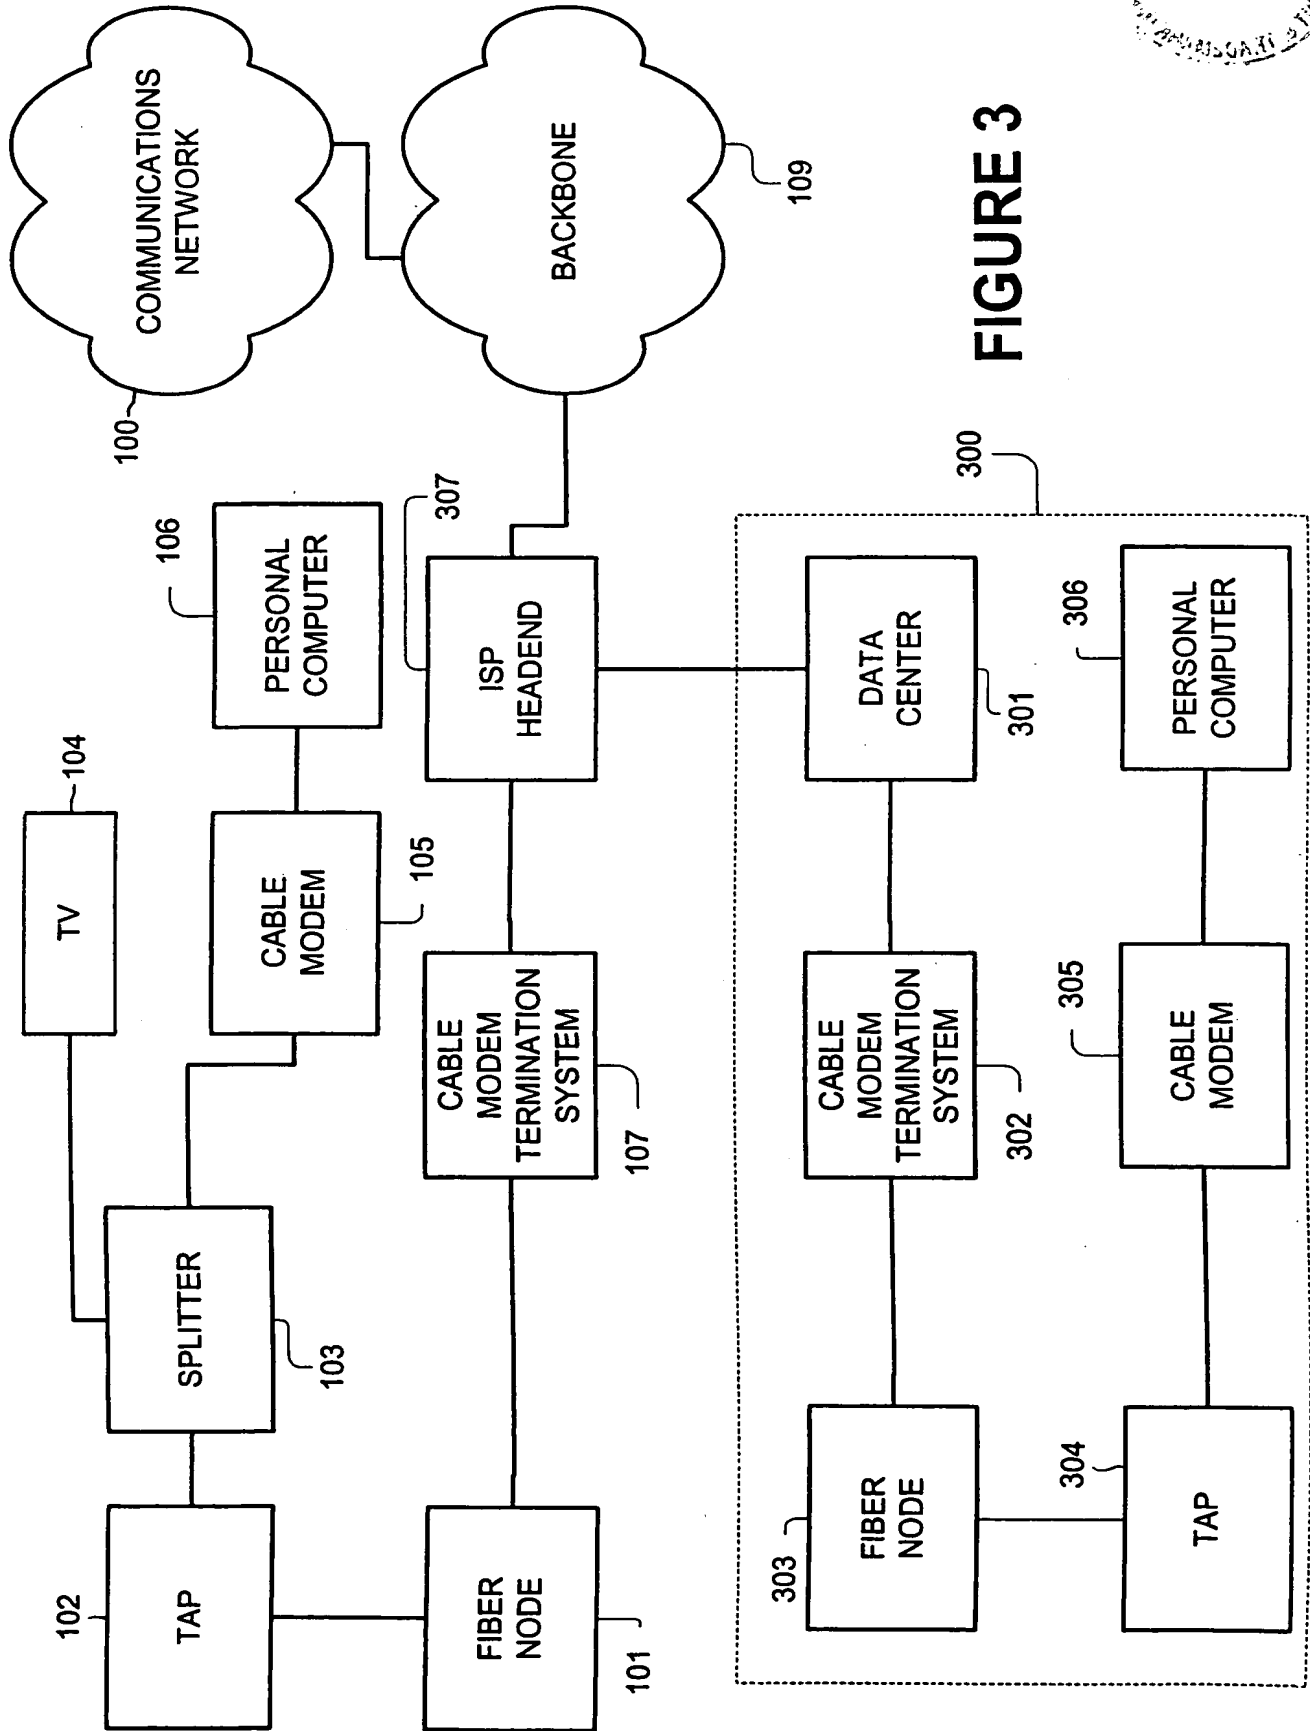 TV
104
TAP
102
SPLITTER
103
CABLE
MODEM
105
PERSONAL
COMPUTER
106
100
COMMUNICATIONS
NETWORK
FIBER
NODE
101
CABLE
MODEM
TERMINATION
SYSTEM
107
ISP
HEADEND
307
BACKBONE
109
300
303
FIBER
NODE
CABLE
MODEM
TERMINATION
SYSTEM
302
DATA
CENTER
301
304
TAP
305
CABLE
MODEM
306
PERSONAL
COMPUTER
FIGURE 3